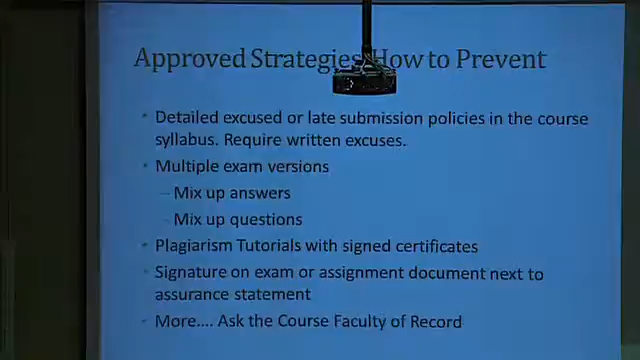 Approved Strategies How to Prevent
• Detailed excused or late submission policies in the course
syllabus. Require written excuses.
• Multiple exam versions
– Mix up answers
– Mix up questions
• Plagiarism Tutorials with signed certificates
• Signature on exam or assignment document next to
assurance statement
• More.... Ask the Course Faculty of Record